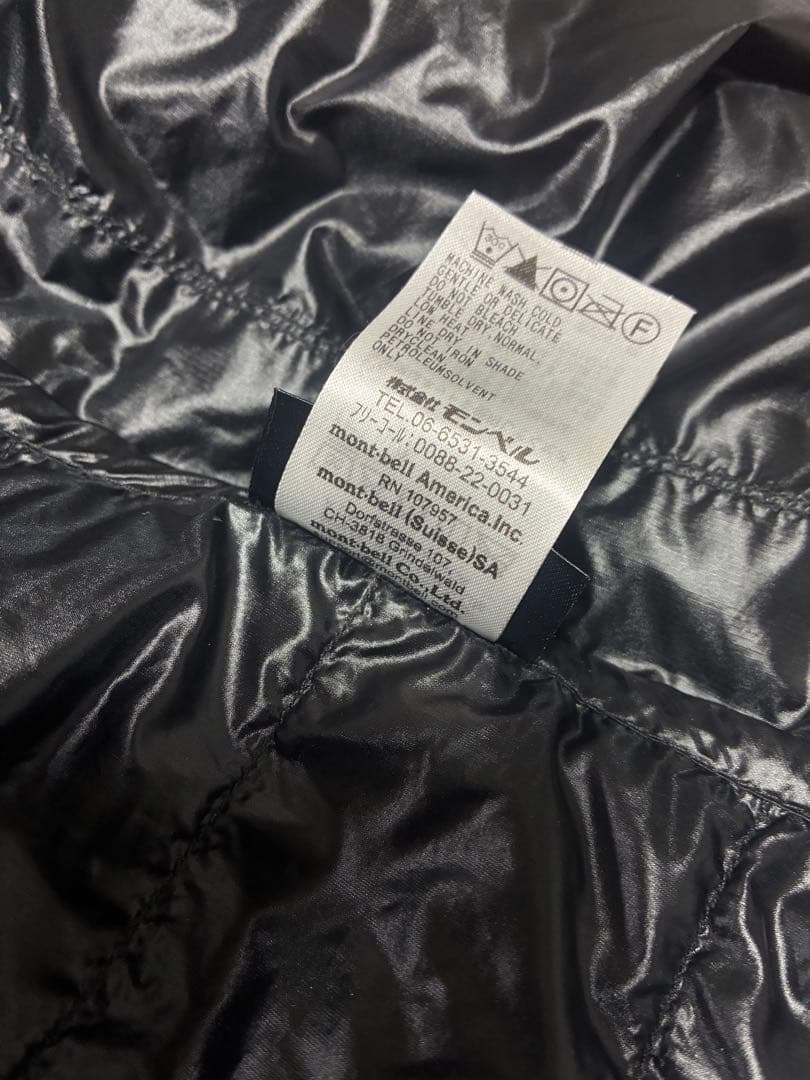 MACHINE WASH COLD,
GENTLE OR DELICATE
DO NOT BLEACH
TUMBLE DRY NORMAL,
LOW HEAT
LINE DRY IN SHADE
DO NOT IRON
DRYCLEAN
PETROLEUMSOLVENT
ONLY
株式会社 モンベル
TEL.06-6531-3544
フリーコール:0088-22-0031
mont-bell America.Inc.
RN 107957
mont-bell (Suisse)SA
Dorfstrasse 107,
CH-3818 Grindelwald
mont-bell Co.,Ltd.